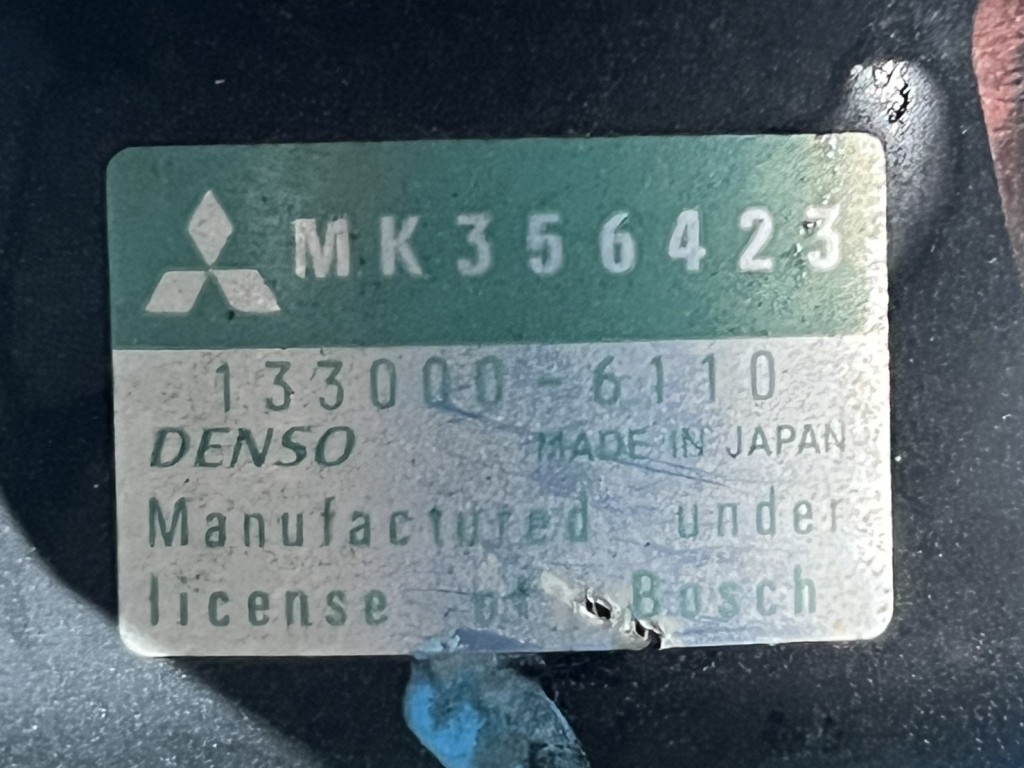 MK356423
133000-6110
DENSO MADE IN JAPAN
Manufactured under
license of Bosch